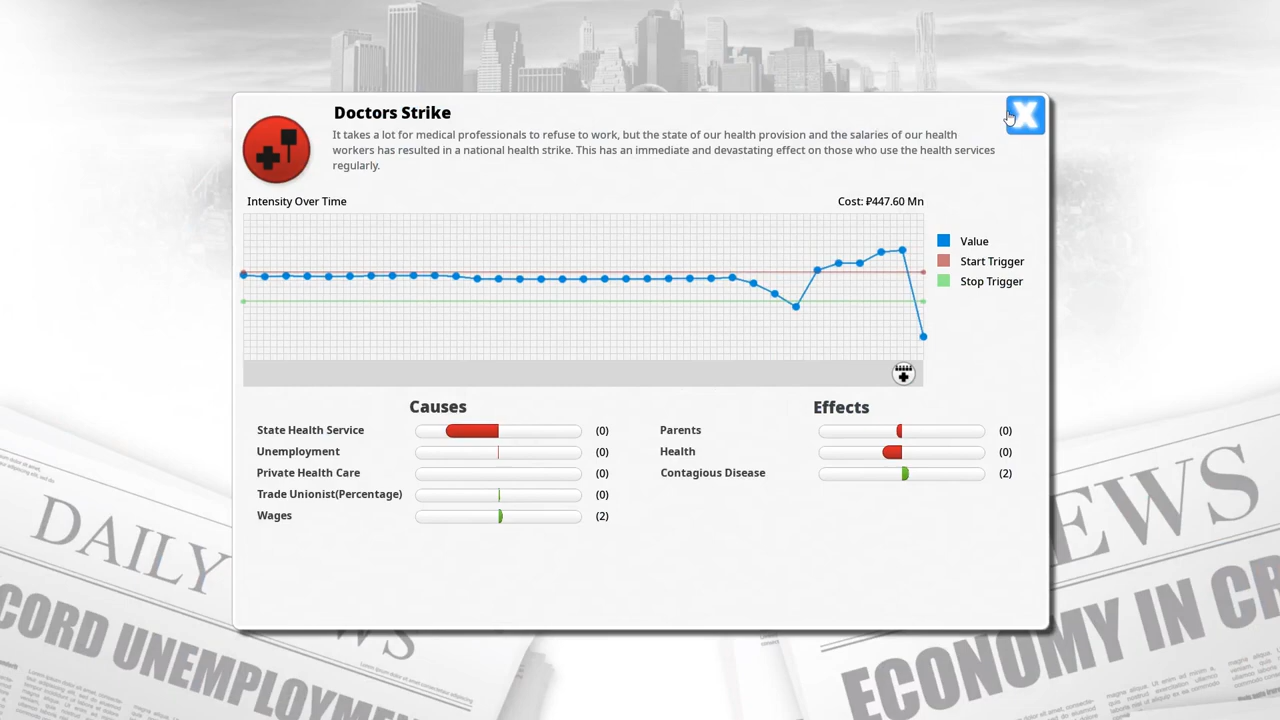 Doctors Strike
It takes a lot for medical professionals to refuse to work, but the state of our health provision and the salaries of our health
workers has resulted in a national health strike. This has an immediate and devastating effect on those who use the health services
regularly.
Intensity Over Time
Cost: ₽447.60 Mn
Value
Start Trigger
Stop Trigger
Causes
State Health Service (0)
Unemployment (0)
Private Health Care (0)
Trade Unionist(Percentage) (0)
Wages (2)
Effects
Parents (0)
Health (0)
Contagious Disease (2)
DAILY
NEWS
CORD UNEMPLOYME
EWS
ECONOMY IN CR